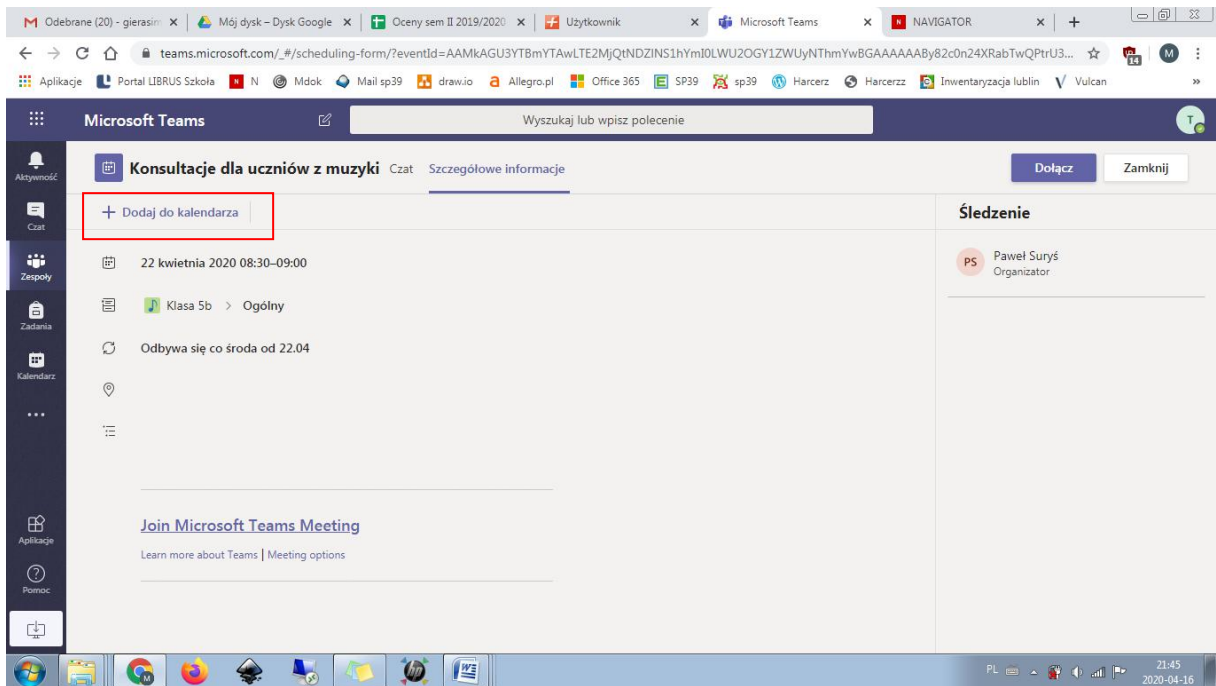 Odebrane (20) - gierasim
Mój dysk – Dysk Google
Oceny sem II 2019/2020
Użytkownik
Microsoft Teams
NAVIGATOR
teams.microsoft.com/_#/scheduling-form/?eventId=AAMkAGU3YTBmYTAwLTE2MjQtNDZINS1hYmI0LWU2OGY1ZWUyNThmYwBGAAAAAABy82c0n24XRabTwQPtrU3...
14
M
Aplikacje
Portal LIBRUS Szkoła
N
Mdok
Mail sp39
draw.io
Allegro.pl
Office 365
SP39
sp39
Harcerz
Harcerzz
Inwentaryzacja lublin
Vulcan
»
Microsoft Teams
Wyszukaj lub wpisz polecenie
T
Aktywność
Czat
Zespoły
Zadania
Kalendarz
Aplikacje
Pomoc
Konsultacje dla uczniów z muzyki Czat Szczegółowe informacje
Dołącz
Zamknij
+ Dodaj do kalendarza
22 kwietnia 2020 08:30–09:00
Klasa 5b > Ogólny
Odbywa się co środa od 22.04
Join Microsoft Teams Meeting
Learn more about Teams | Meeting options
Śledzenie
PS
Paweł Suryś
Organizator
PL
21:45
2020-04-16